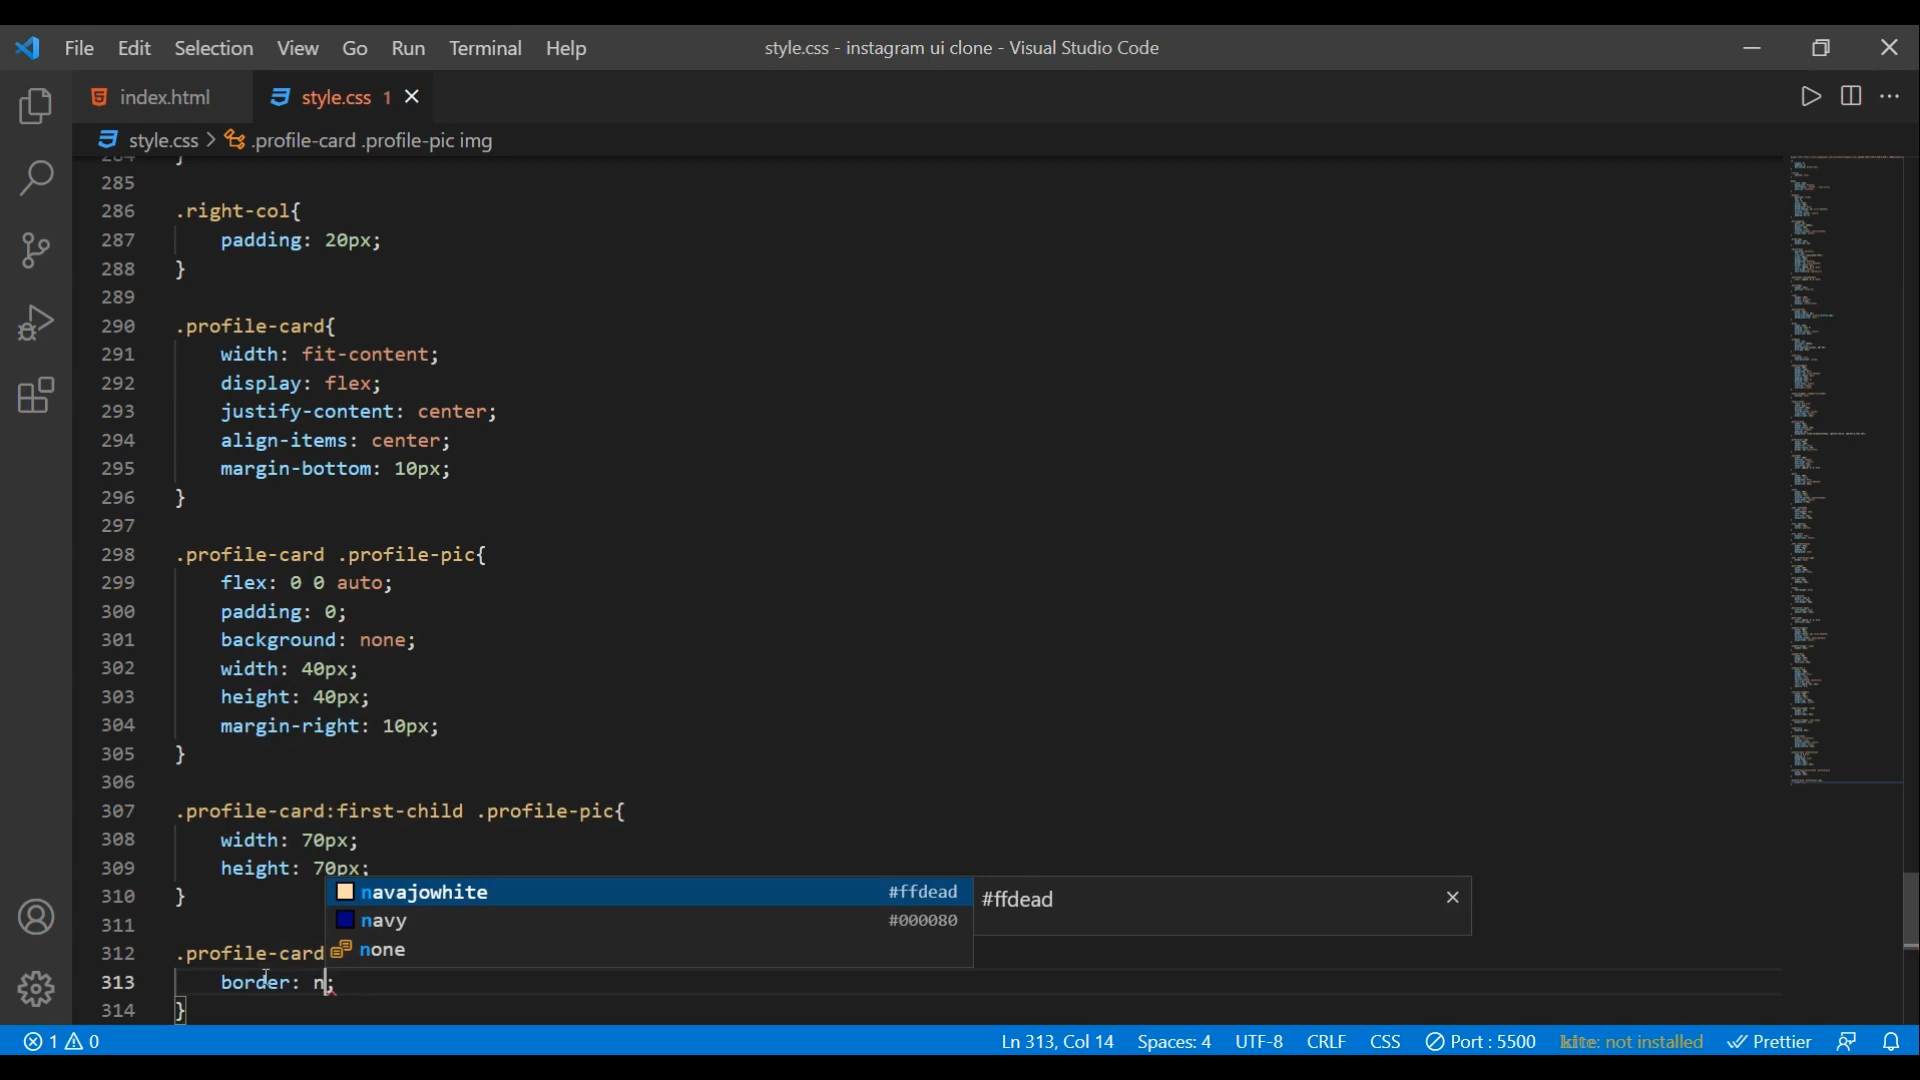 File Edit Selection View Go Run Terminal Help style.css - instagram ui clone - Visual Studio Code
index.html style.css 1
style.css > .profile-card .profile-pic img
284 }
285
286 .right-col{
287 padding: 20px;
288 }
289
290 .profile-card{
291 width: fit-content;
292 display: flex;
293 justify-content: center;
294 align-items: center;
295 margin-bottom: 10px;
296 }
297
298 .profile-card .profile-pic{
299 flex: 0 0 auto;
300 padding: 0;
301 background: none;
302 width: 40px;
303 height: 40px;
304 margin-right: 10px;
305 }
306
307 .profile-card:first-child .profile-pic{
308 width: 70px;
309 height: 70px;
310 } navajowhite #ffdead #ffdead
311 navy #000080
312 .profile-card none
313 border: n;
314 }
1 0 Ln 313, Col 14 Spaces: 4 UTF-8 CRLF CSS Port : 5500 kite: not installed Prettier